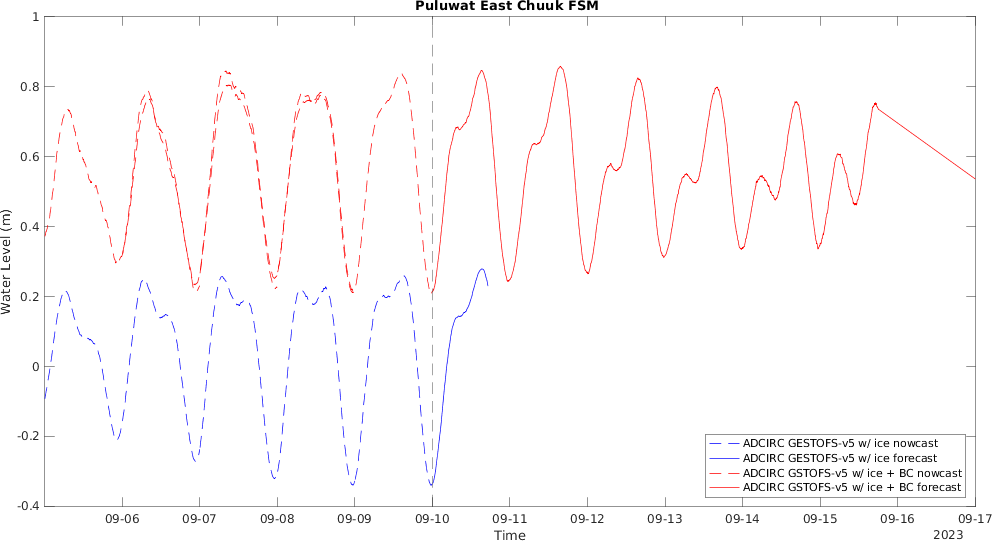 Puluwat East Chuuk FSM
1
0.8
0.6
0.4
0.2
0
-0.2
-0.4
Water Level (m)
09-06 09-07 09-08 09-09 09-10 09-11 09-12 09-13 09-14 09-15 09-16 09-17
Time
2023
ADCIRC GESTOFS-v5 w/ ice nowcast
ADCIRC GESTOFS-v5 w/ ice forecast
ADCIRC GSTOFS-v5 w/ ice + BC nowcast
ADCIRC GSTOFS-v5 w/ ice + BC forecast